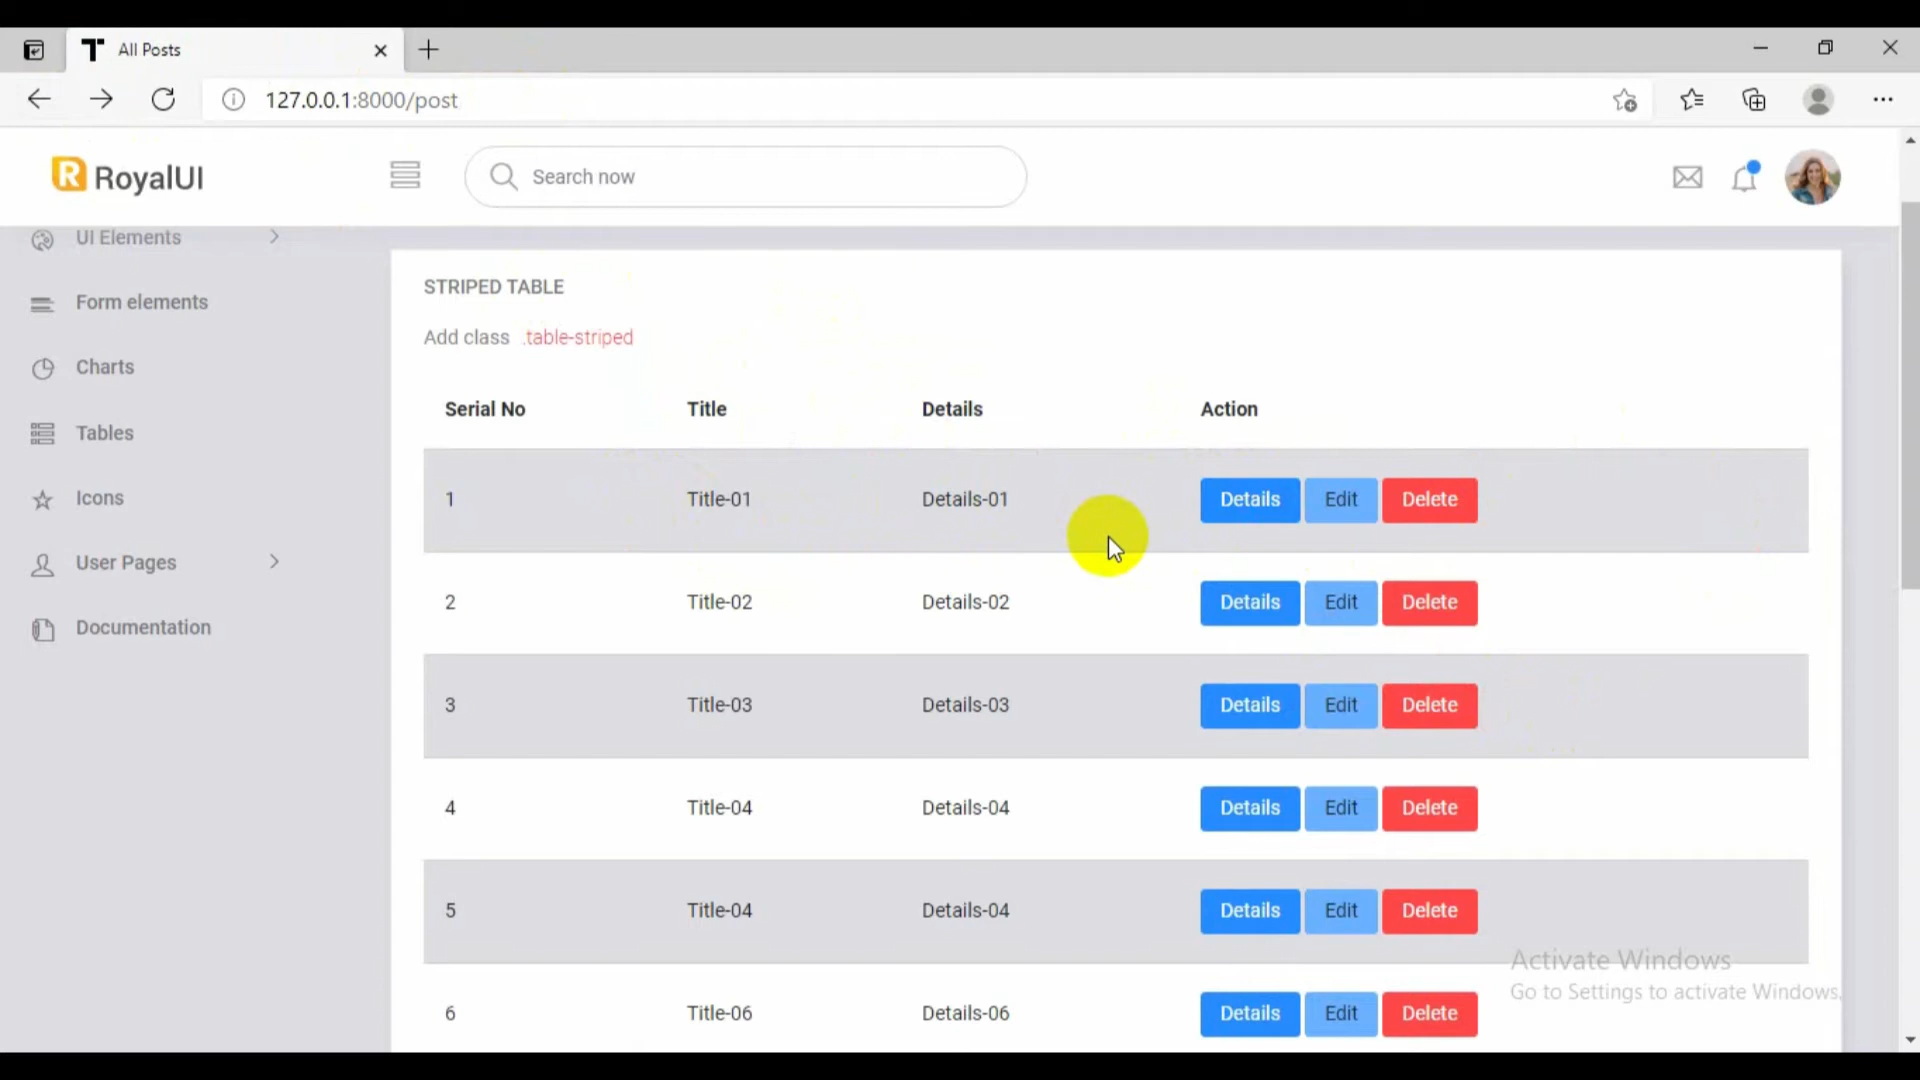 All Posts
127.0.0.1:8000/post
RoyalUI
Search now
UI Elements
Form elements
Charts
Tables
Icons
User Pages
Documentation
STRIPED TABLE
Add class .table-striped
Serial No Title Details Action
1 Title-01 Details-01 Details Edit Delete
2 Title-02 Details-02 Details Edit Delete
3 Title-03 Details-03 Details Edit Delete
4 Title-04 Details-04 Details Edit Delete
5 Title-04 Details-04 Details Edit Delete
6 Title-06 Details-06 Details Edit Delete
Activate Windows
Go to Settings to activate Windows.